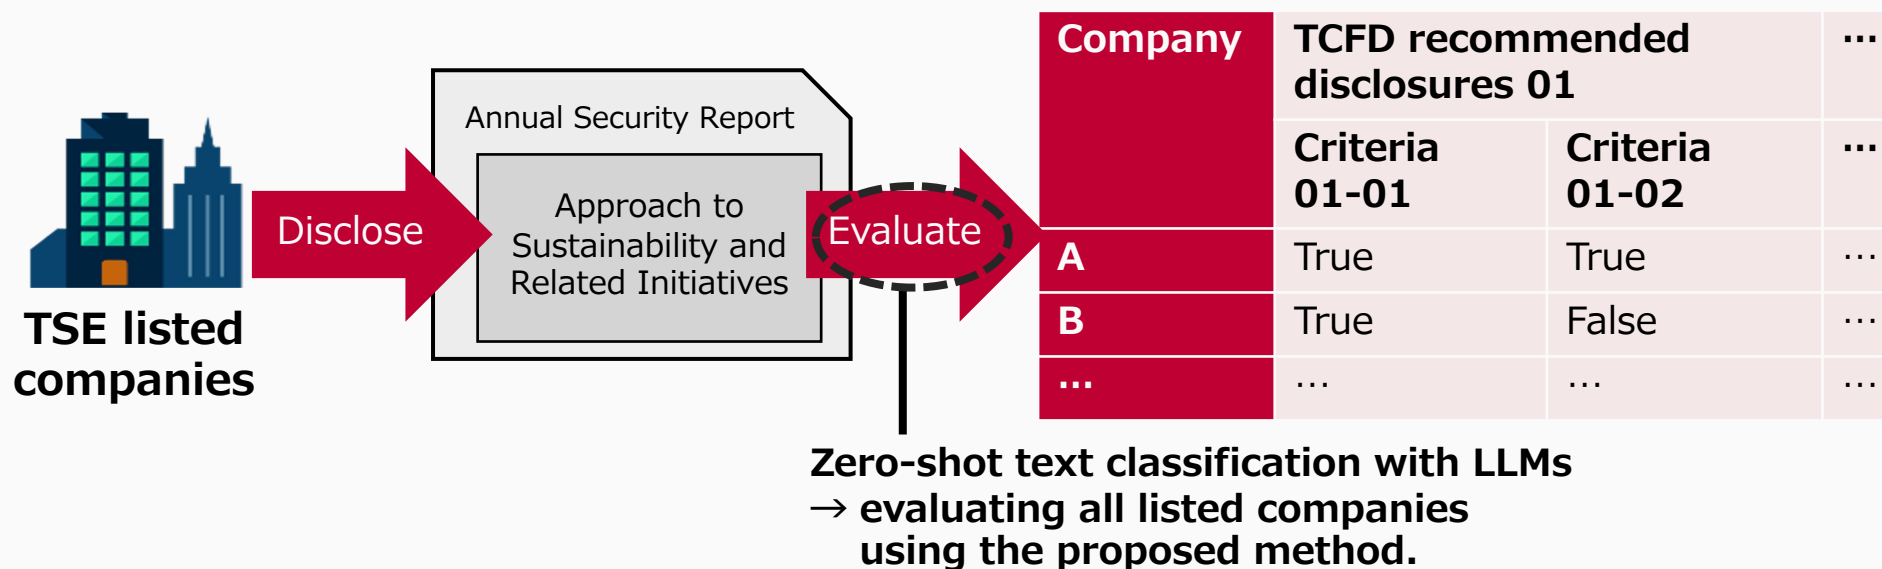 TSE listed
companies
Disclose
Annual Security Report
Approach to
Sustainability and
Related Initiatives
Evaluate
Company TCFD recommended ...
disclosures 01
Criteria Criteria ...
01-01 01-02
A True True ...
B True False ...
... ... ... ...
Zero-shot text classification with LLMs
→ evaluating all listed companies
using the proposed method.